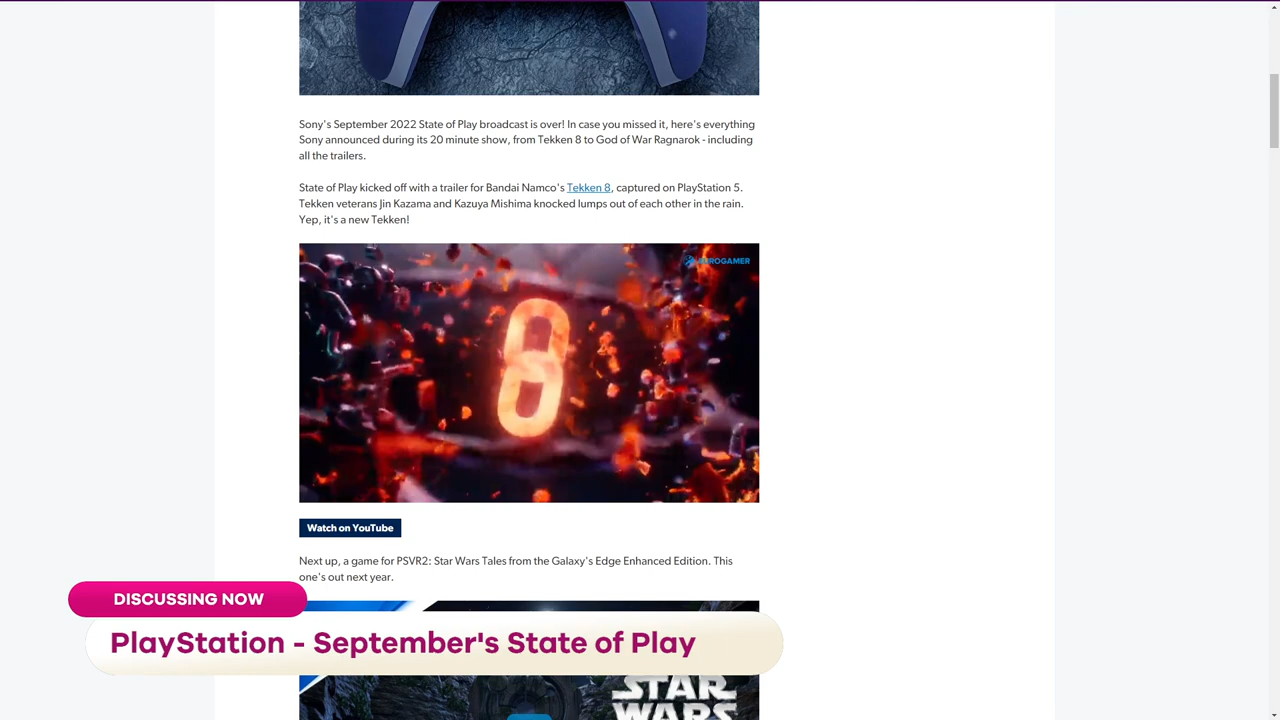 Sony's September 2022 State of Play broadcast is over! In case you missed it, here's everything
Sony announced during its 20 minute show, from Tekken 8 to God of War Ragnarok - including
all the trailers.
State of Play kicked off with a trailer for Bandai Namco's Tekken 8, captured on PlayStation 5.
Tekken veterans Jin Kazama and Kazuya Mishima knocked lumps out of each other in the rain.
Yep, it's a new Tekken!
EUROGAMER
8
Watch on YouTube
Next up, a game for PSVR2: Star Wars Tales from the Galaxy's Edge Enhanced Edition. This
one's out next year.
DISCUSSING NOW
PlayStation - September's State of Play
STAR
WARS